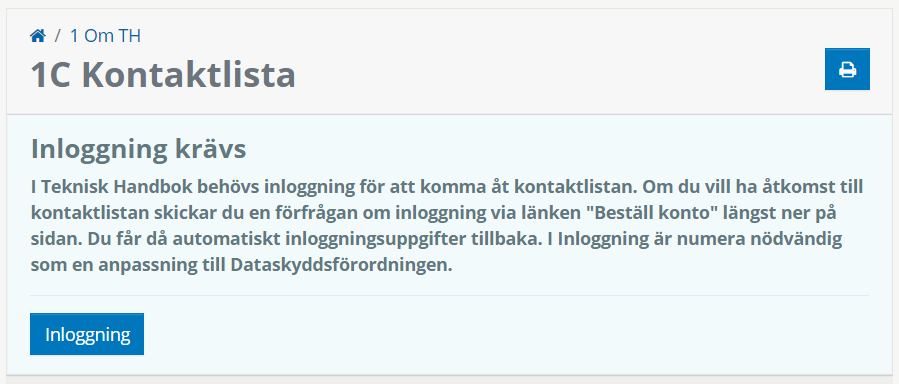 / 1 Om TH
1C Kontaktlista
Inloggning krävs
I Teknisk Handbok behövs inloggning för att komma åt kontaktlistan. Om du vill ha åtkomst till
kontaktlistan skickar du en förfrågan om inloggning via länken "Beställ konto" längst ner på
sidan. Du får då automatiskt inloggningsuppgifter tillbaka. I Inloggning är numera nödvändig
som en anpassning till Dataskyddsförordningen.
Inloggning